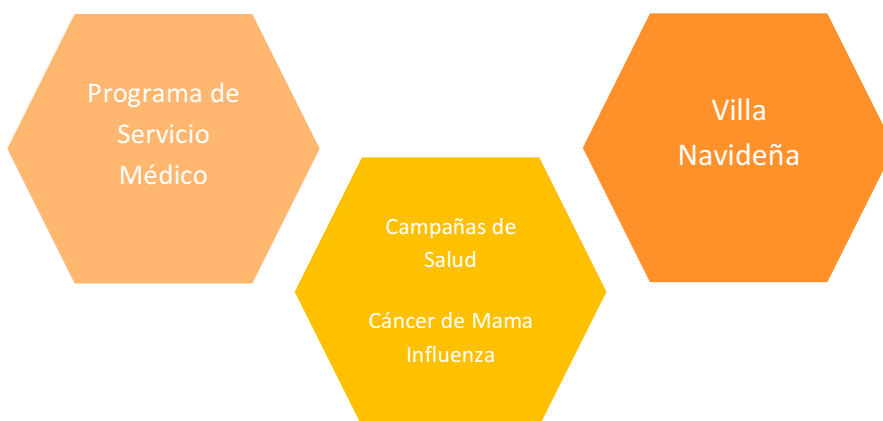 Programa de
Servicio
Médico
Campañas de
Salud
Cáncer de Mama
Influenza
Villa
Navideña